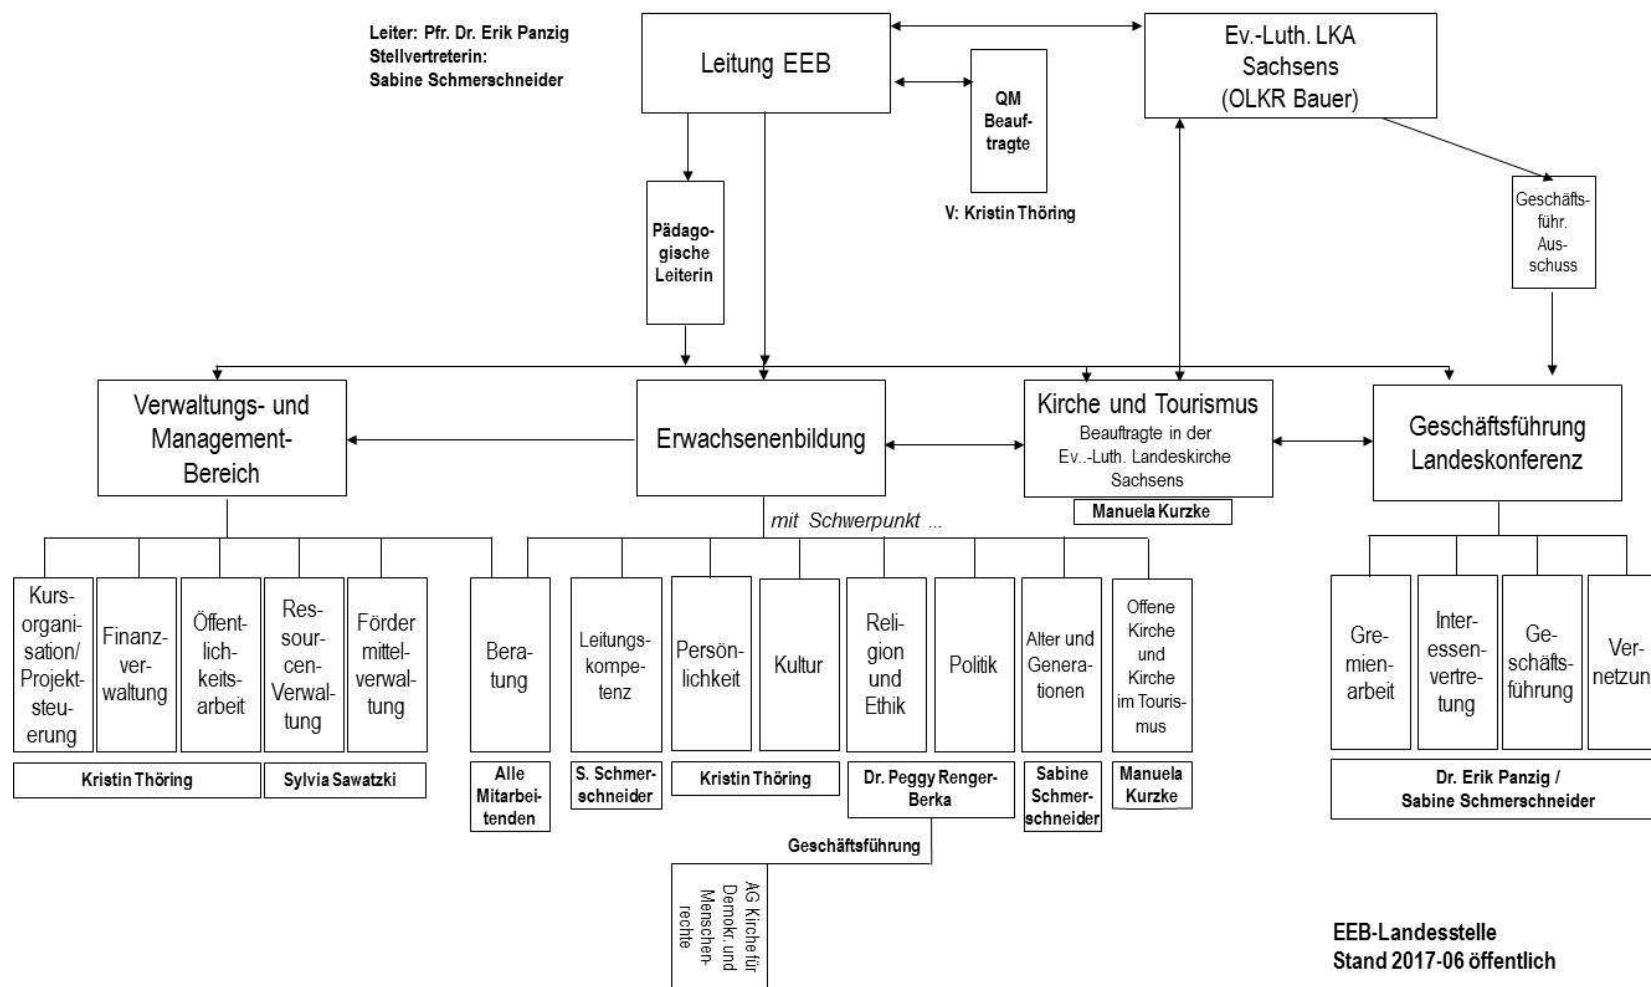 Leiter: Pfr. Dr. Erik Panzig
Stellvertreterin:
Sabine Schmerschneider
Leitung EEB
QM
Beauf-
tragte
V: Kristin Thöring
Ev.-Luth. LKA
Sachsens
(OLKR Bauer)
Geschäfts-
führ.
Aus-
schuss
Pädago-
gische
Leiterin
Verwaltungs- und
Management-
Bereich
Erwachsenenbildung
Kirche und Tourismus
Beauftragte in der
Ev..-Luth. Landeskirche
Sachsens
Manuela Kurzke
Geschäftsführung
Landeskonferenz
mit Schwerpunkt ...
Kurs-
organi-
sation/
Projekt-
steu-
erung
Finanz-
ver-
waltung
Öffent-
lich-
keits-
arbeit
Res-
sour-
cen-
Verwal-
tung
Förder
mittel-
verwal-
tung
Bera-
tung
Leitungs-
kompe-
tenz
Persön-
lichkeit
Kultur
Reli-
gion
und
Ethik
Politik
Alter und
Genera-
tionen
Offene
Kirche
und
Kirche
im Touris-
mus
Gre-
mien-
arbeit
Inter-
essen-
vertre-
tung
Ge-
schäfts-
führung
Ver-
netzun
Kristin Thöring
Sylvia Sawatzki
Alle
Mitarbei-
tenden
S. Schmer-
schneider
Kristin Thöring
Dr. Peggy Renger-
Berka
Sabine
Schmer-
schneider
Manuela
Kurzke
Dr. Erik Panzig /
Sabine Schmerschneider
Geschäftsführung
AG Kirche für
Demokr. und
Menschen-
rechte
EEB-Landesstelle
Stand 2017-06 öffentlich